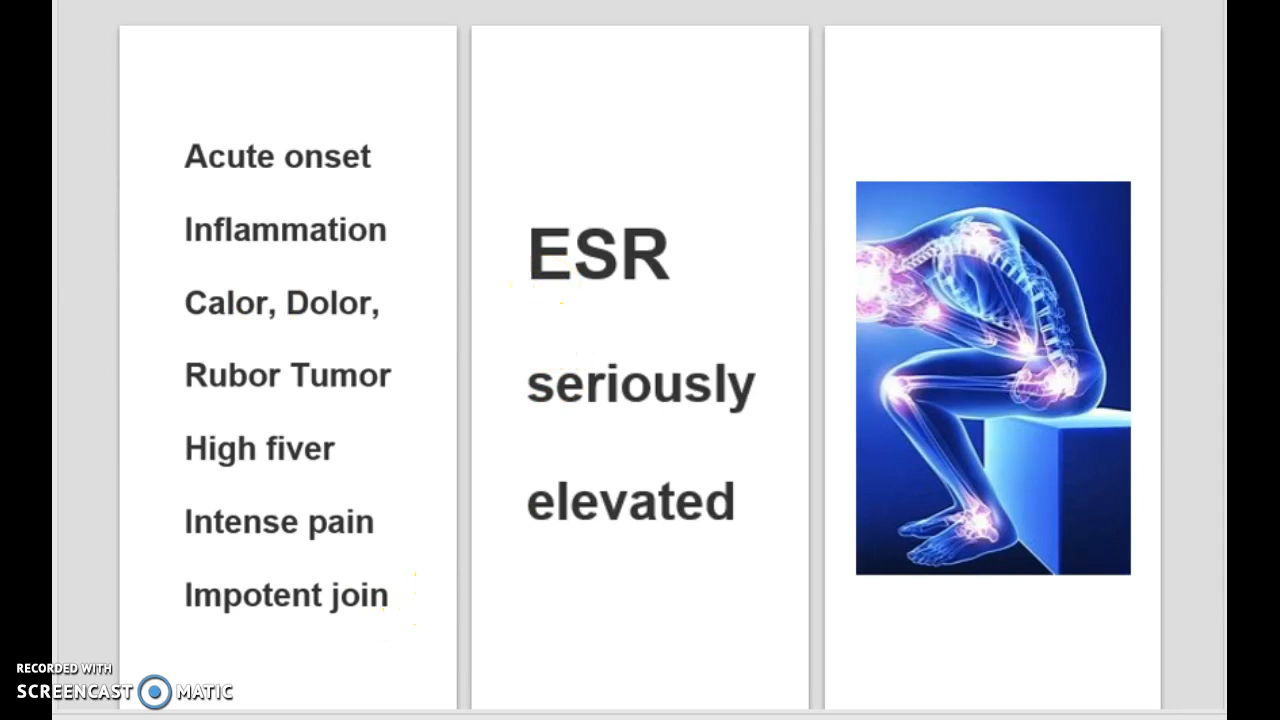 Acute onset
Inflammation
Calor, Dolor,
Rubor Tumor
High fiver
Intense pain
Impotent join
ESR
seriously
elevated
RECORDED WITH
SCREENCAST MATIC